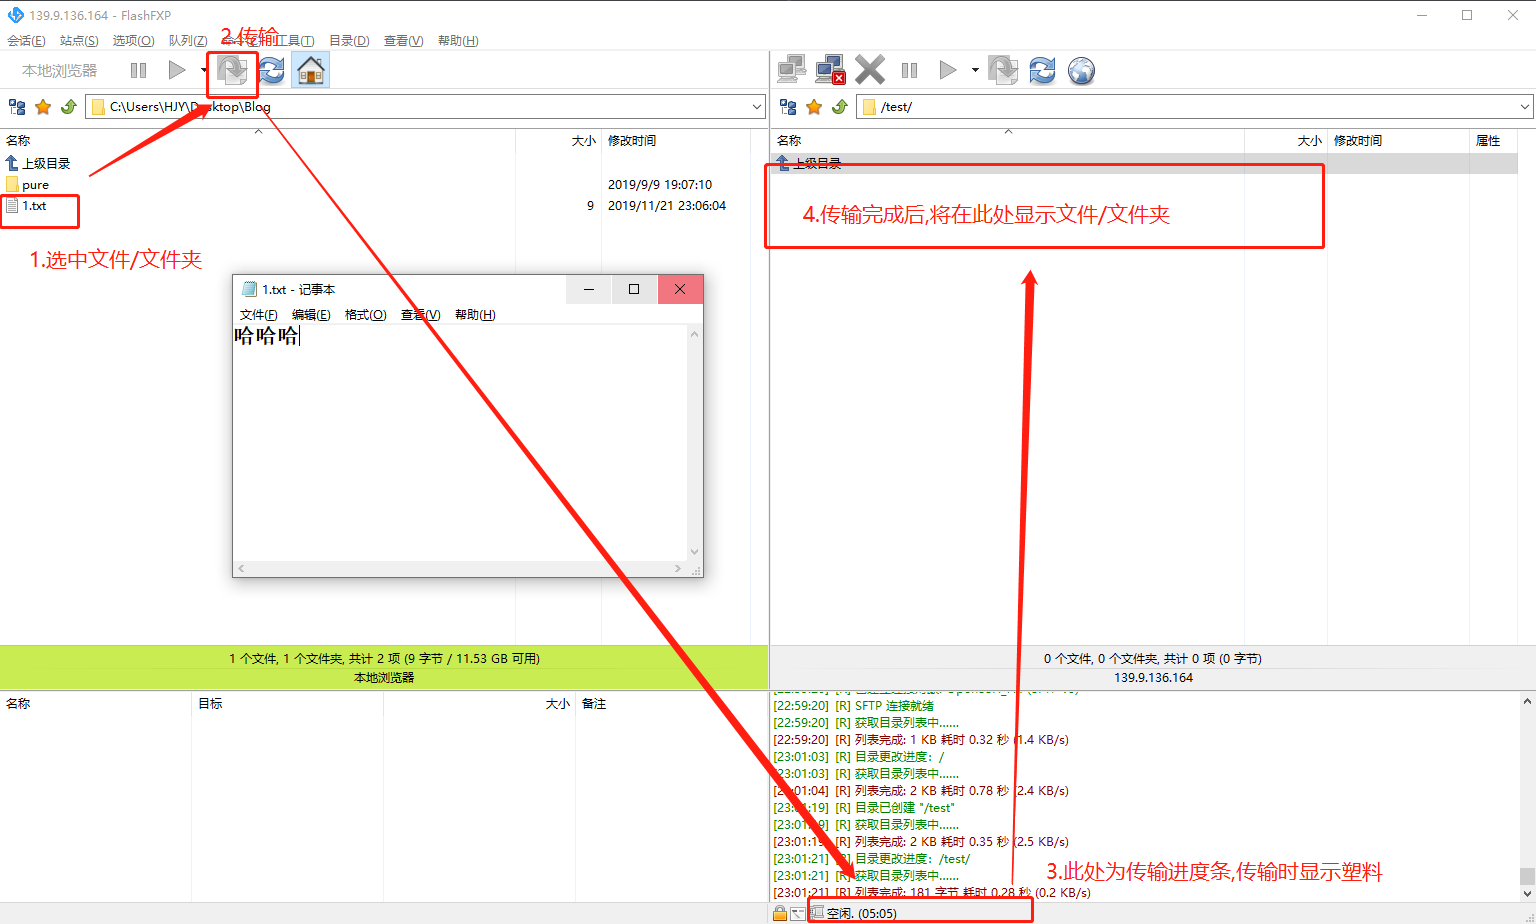 139.9.136.164 - FlashFXP
会话(E) 站点(S) 选项(O) 队列(Z) 工具(T) 目录(D) 查看(V) 帮助(H)
2.传输
本地浏览器
C:\Users\HJY\Desktop\Blog
/test/
名称 大小 修改时间
名称 大小 修改时间 属性
上级目录
上级目录
pure 2019/9/9 19:07:10
1.txt 9 2019/11/21 23:06:04
4.传输完成后,将在此处显示文件/文件夹
1.选中文件/文件夹
1.txt - 记事本
文件(F) 编辑(E) 格式(O) 查看(V) 帮助(H)
哈哈哈
1 个文件, 1 个文件夹, 共计 2 项 (9 字节 / 11.53 GB 可用)
本地浏览器
0 个文件, 0 个文件夹, 共计 0 项 (0 字节)
139.9.136.164
名称 目标 大小 备注
[22:59:20] [R] SFTP 连接就绪
[22:59:20] [R] 获取目录列表中......
[22:59:20] [R] 列表完成: 1 KB 耗时 0.32 秒 (1.4 KB/s)
[23:01:03] [R] 目录更改进度: /
[23:01:03] [R] 获取目录列表中......
[23:01:04] [R] 列表完成: 2 KB 耗时 0.78 秒 (2.4 KB/s)
[23:01:19] [R] 目录已创建 "/test"
[23:01:19] [R] 获取目录列表中......
[23:01:19] [R] 列表完成: 2 KB 耗时 0.35 秒 (2.5 KB/s)
[23:01:21] [R] 目录更改进度: /test/
[23:01:21] [R] 获取目录列表中......
[23:01:21] [R] 列表完成: 181 字节 耗时 0.28 秒 (0.2 KB/s)
3.此处为传输进度条,传输时显示塑料
空闲. (05:05)